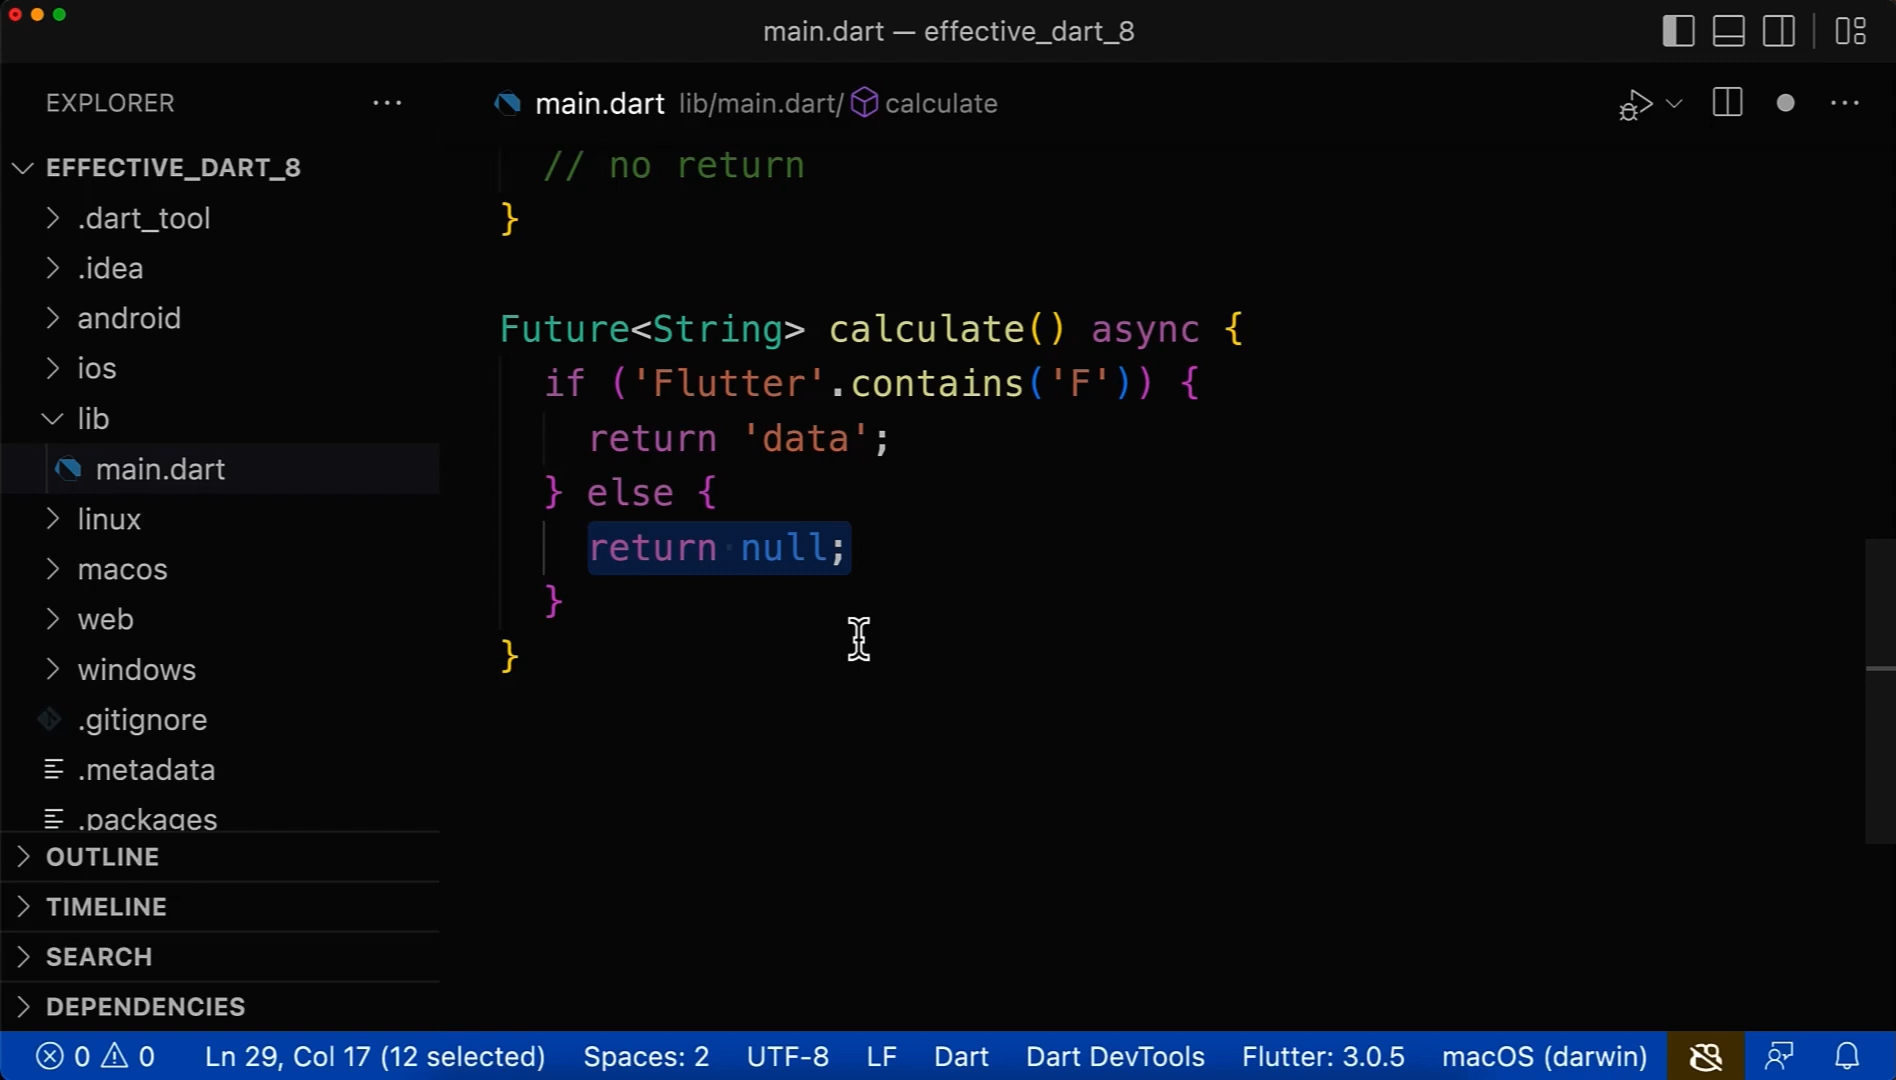 main.dart — effective_dart_8
EXPLORER
main.dart lib/main.dart/ calculate
EFFECTIVE_DART_8
.dart_tool
.idea
android
ios
lib
main.dart
linux
macos
web
windows
.gitignore
.metadata
.packages
OUTLINE
TIMELINE
SEARCH
DEPENDENCIES
// no return
}
Future<String> calculate() async {
if ('Flutter'.contains('F')) {
return 'data';
} else {
return null;
}
}
0 0 Ln 29, Col 17 (12 selected) Spaces: 2 UTF-8 LF Dart Dart DevTools Flutter: 3.0.5 macOS (darwin)